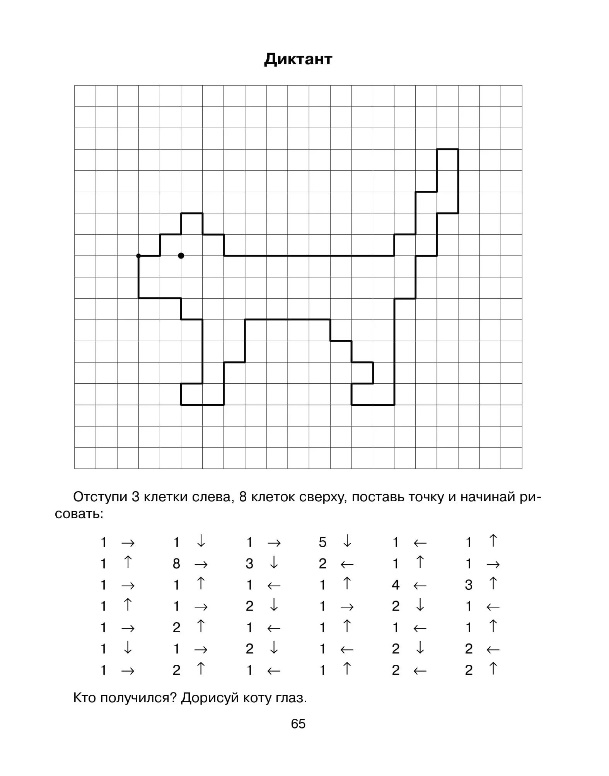 Диктант
Отступи 3 клетки слева, 8 клеток сверху, поставь точку и начинай ри-
совать:
1 → 1 ↓ 1 → 5 ↓ 1 ← 1 ↑
1 ↑ 8 → 3 ↓ 2 ← 1 ↑ 1 →
1 → 1 ↑ 1 ← 1 ↑ 4 ← 3 ↑
1 ↑ 1 → 2 ↓ 1 → 2 ↓ 1 ←
1 → 2 ↑ 1 ← 1 ↑ 1 ← 1 ↑
1 ↓ 1 → 2 ↓ 1 ← 2 ↓ 2 ←
1 → 2 ↑ 1 ← 1 ↑ 2 ← 2 ↑
Кто получился? Дорисуй коту глаз.
65